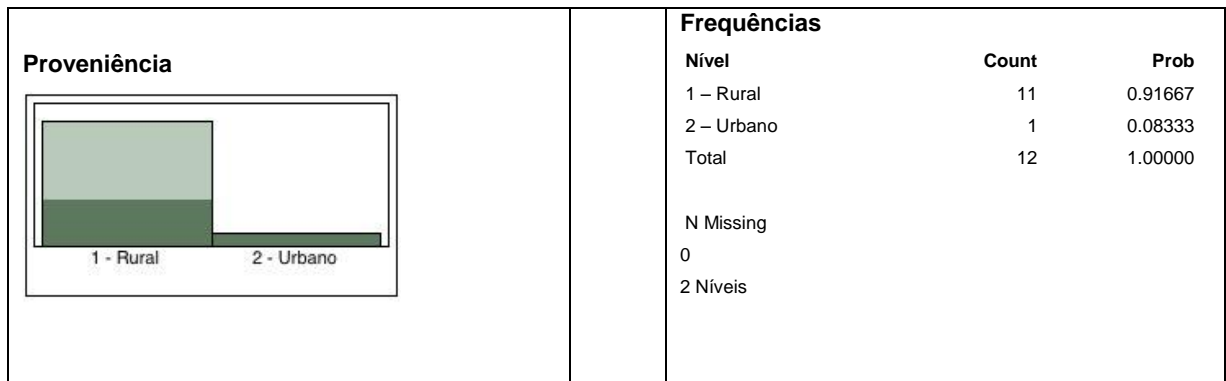 Proveniência
1 - Rural 2 - Urbano
Frequências
Nível Count Prob
1 – Rural 11 0.91667
2 – Urbano 1 0.08333
Total 12 1.00000
N Missing
0
2 Níveis